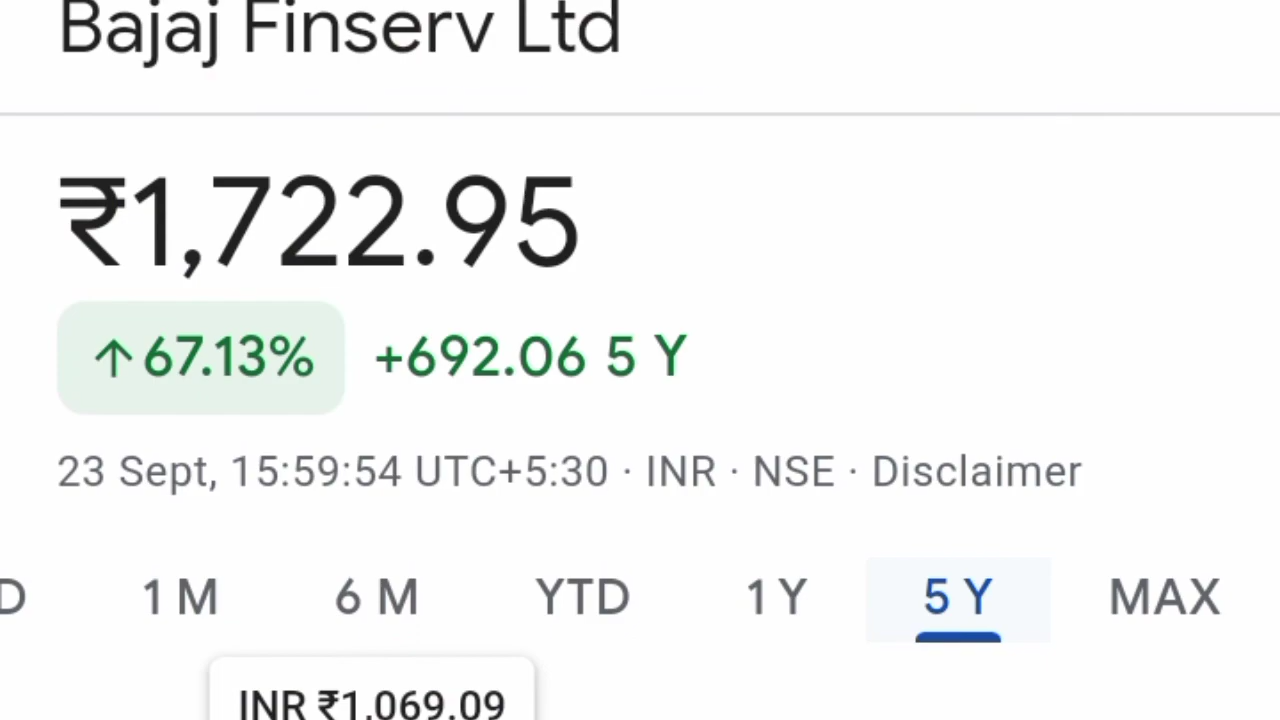 Bajaj Finserv Ltd
₹1,722.95
↑67.13% +692.06 5 Y
23 Sept, 15:59:54 UTC+5:30 · INR · NSE · Disclaimer
D 1 M 6 M YTD 1 Y 5 Y MAX
INR ₹1,069.09